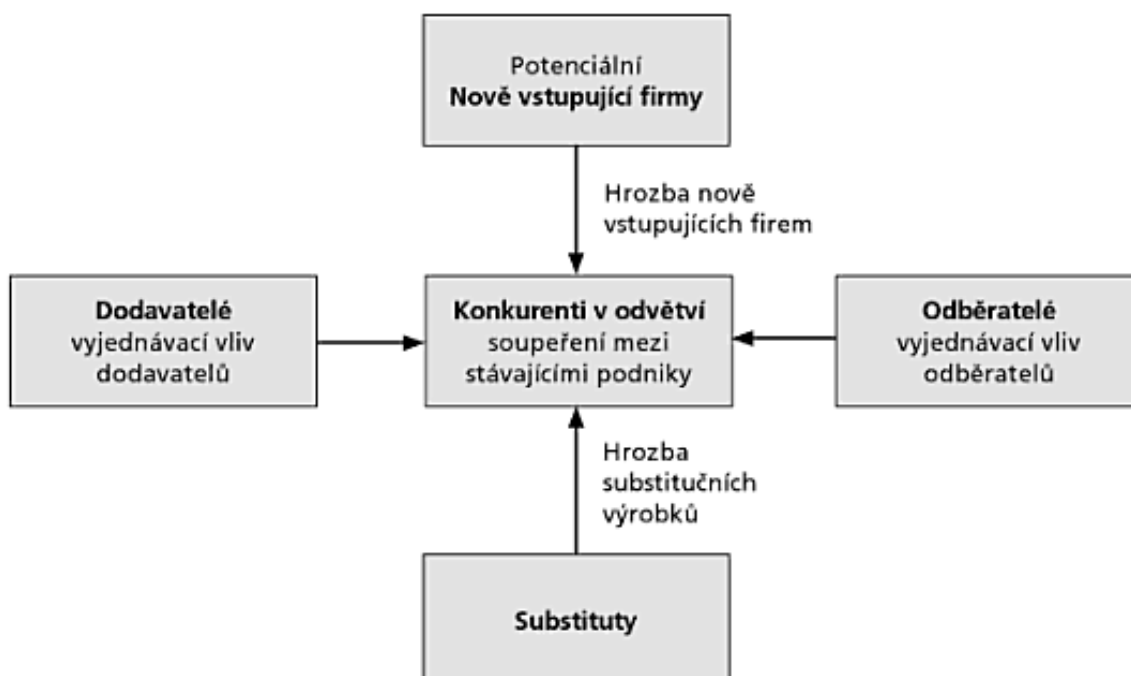 Potenciální
Nově vstupující firmy
Hrozba nově
vstupujících firem
Dodavatelé
vyjednávací vliv
dodavatelů
Konkurenti v odvětví
soupeření mezi
stávajícími podniky
Odběratelé
vyjednávací vliv
odběratelů
Hrozba
substitučních
výrobků
Substituty